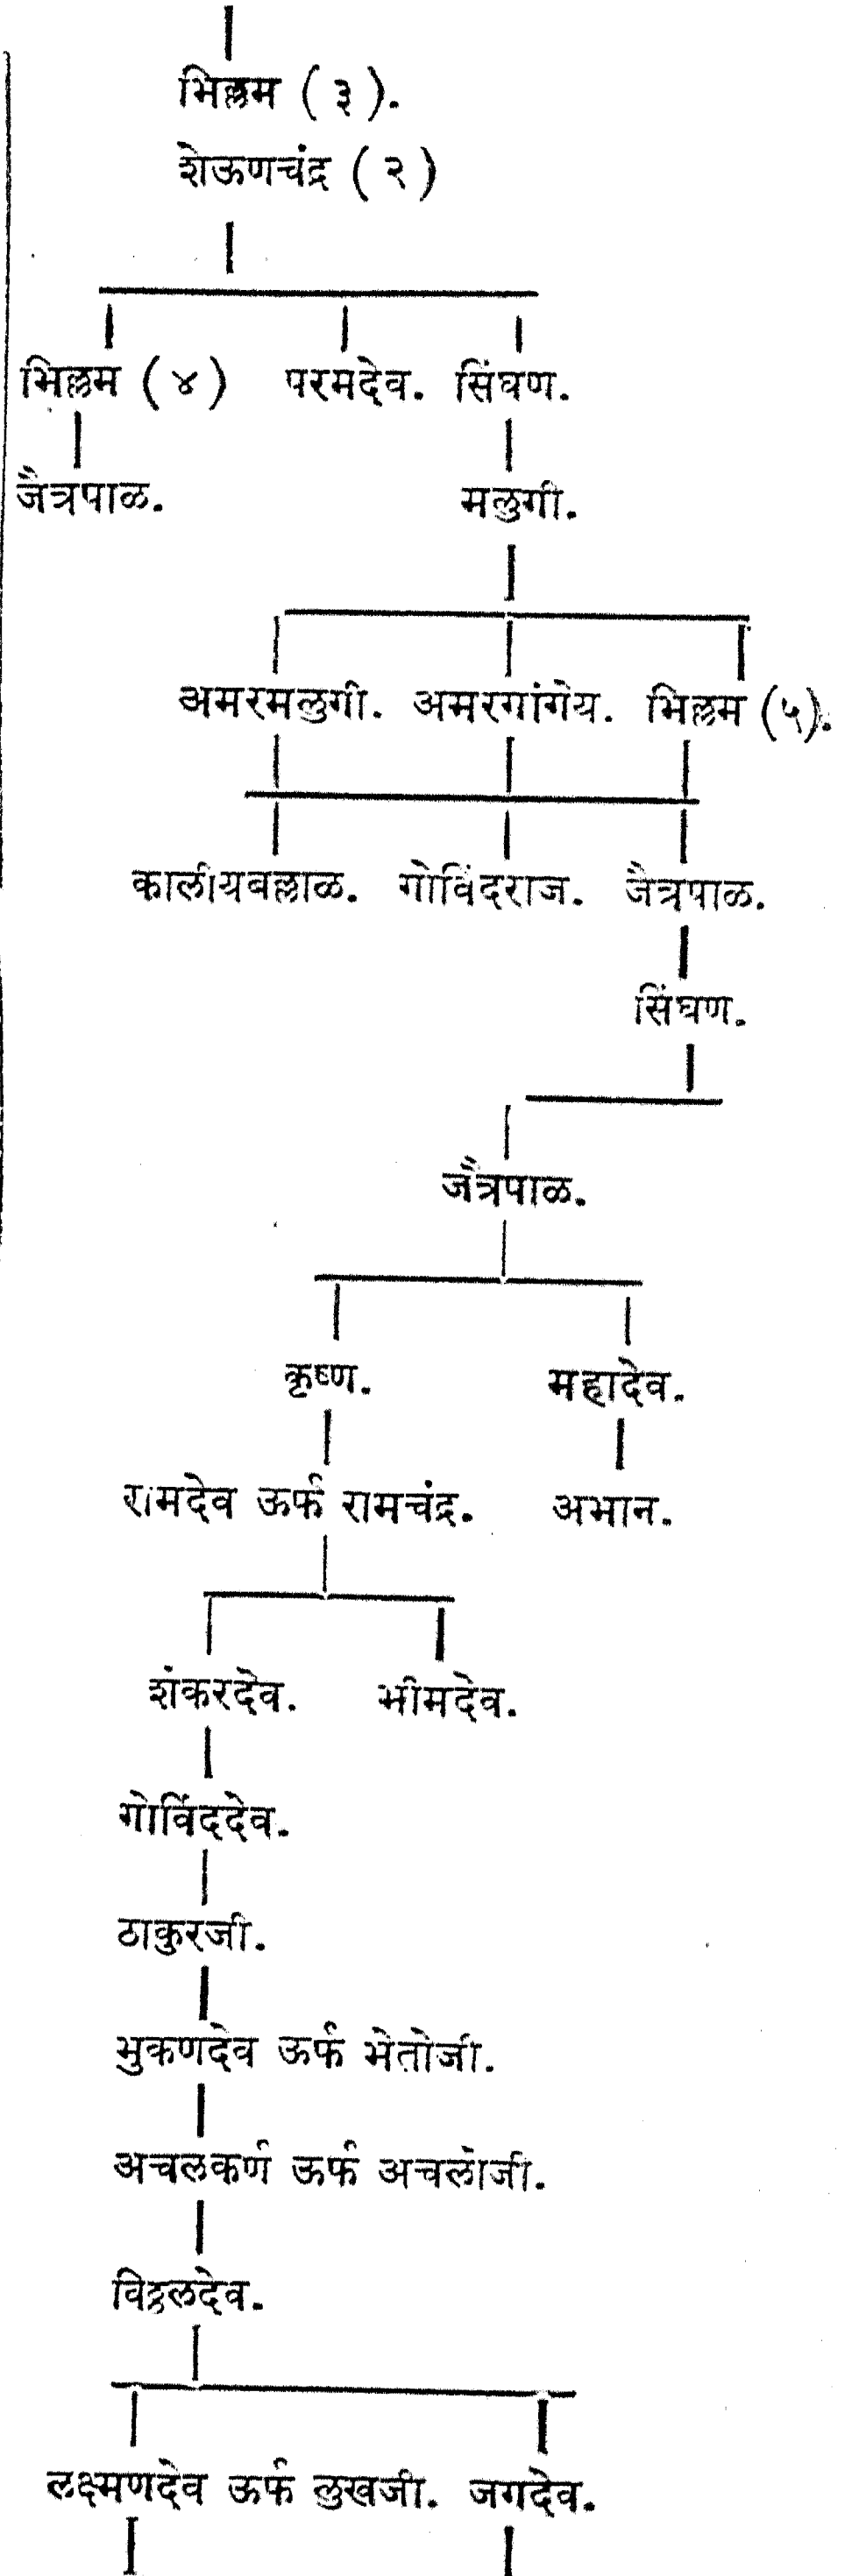 भिल्लम ( ३ ).
शेऊणचंद्र ( २ )
भिल्लम ( ४ ) परमदेव. सिंघण.
जैत्रपाळ. मलुगी.
अमरमलुगी. अमरगांगेय. भिल्लम (५).
कालीयबल्लाळ. गोविंदराज. जैत्रपाळ.
सिंघण.
जैत्रपाळ.
कृष्ण. महादेव.
रामदेव ऊर्फ रामचंद्र. अभान.
शंकरदेव. भीमदेव.
गोविंददेव.
ठाकुरजी.
भुकणदेव ऊर्फ भेतोजी.
अचलकर्ण ऊर्फ अचलोजी.
विठ्ठलदेव.
लक्ष्मणदेव ऊर्फ लुखजी. जगदेव.